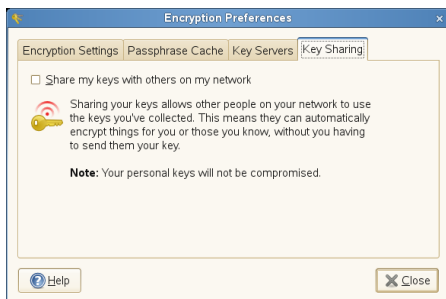 Encryption Preferences
Encryption Settings Passphrase Cache Key Servers Key Sharing
Share my keys with others on my network
Sharing your keys allows other people on your network to use
the keys you've collected. This means they can automatically
encrypt things for you or those you know, without you having
to send them your key.
Note: Your personal keys will not be compromised.
Help Close